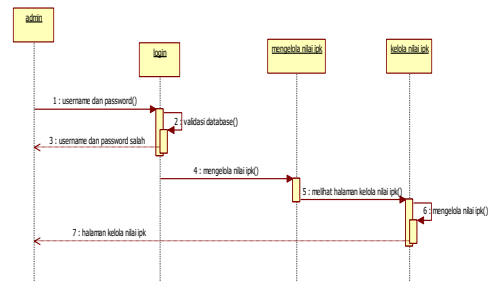 admin
login
mengelola nilai ipk
kelola nilai ipk
1 : username dan password()
2 : validasi database()
3 : username dan password salah
4 : mengelola nilai ipk()
5 : melihat halaman kelola nilai ipk()
6 : mengelola nilai ipk()
7 : halaman kelola nilai ipk